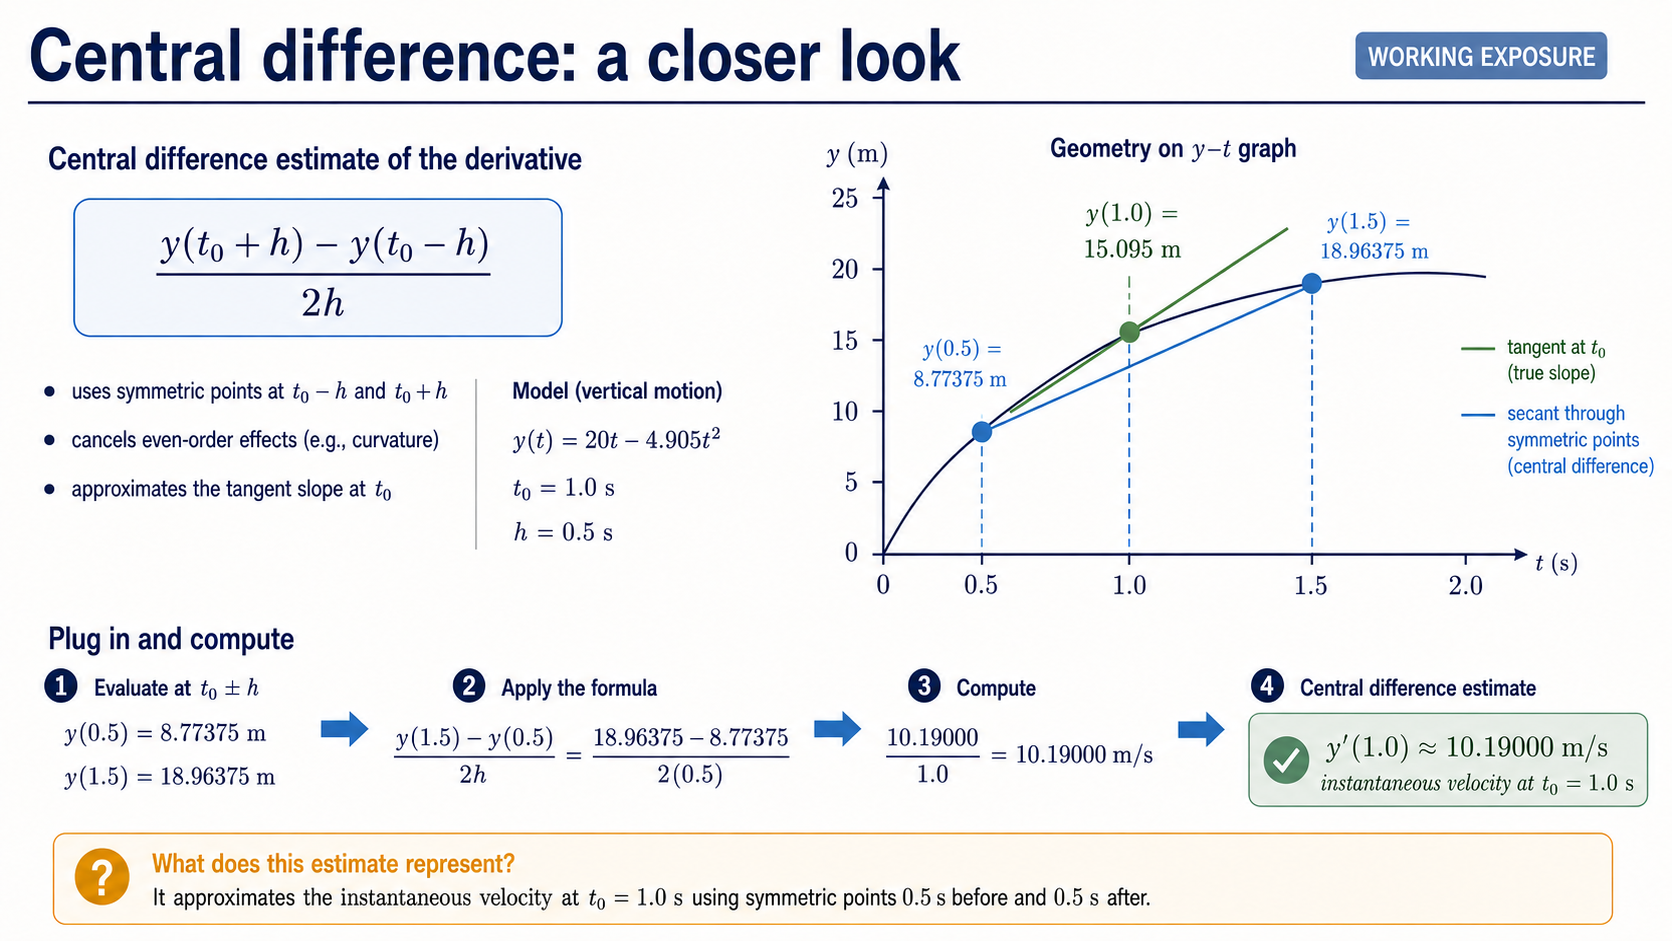 Central difference: a closer look
WORKING EXPOSURE
Central difference estimate of the derivative
y(t₀ + h) − y(t₀ − h)
2h
uses symmetric points at t₀ − h and t₀ + h
cancels even-order effects (e.g., curvature)
approximates the tangent slope at t₀
Model (vertical motion)
y(t) = 20t − 4.905t²
t₀ = 1.0 s
h = 0.5 s
Geometry on y–t graph
y (m)
25
20
15
10
5
0
0
0.5
1.0
1.5
2.0
t (s)
y(0.5) =
8.77375 m
y(1.0) =
15.095 m
y(1.5) =
18.96375 m
tangent at t₀
(true slope)
secant through
symmetric points
(central difference)
Plug in and compute
1 Evaluate at t₀ ± h
y(0.5) = 8.77375 m
y(1.5) = 18.96375 m
2 Apply the formula
y(1.5) − y(0.5)
2h
=
18.96375 − 8.77375
2(0.5)
3 Compute
10.19000
1.0
= 10.19000 m/s
4 Central difference estimate
y′(1.0) ≈ 10.19000 m/s
instantaneous velocity at t₀ = 1.0 s
?
What does this estimate represent?
It approximates the instantaneous velocity at t₀ = 1.0 s using symmetric points 0.5 s before and 0.5 s after.